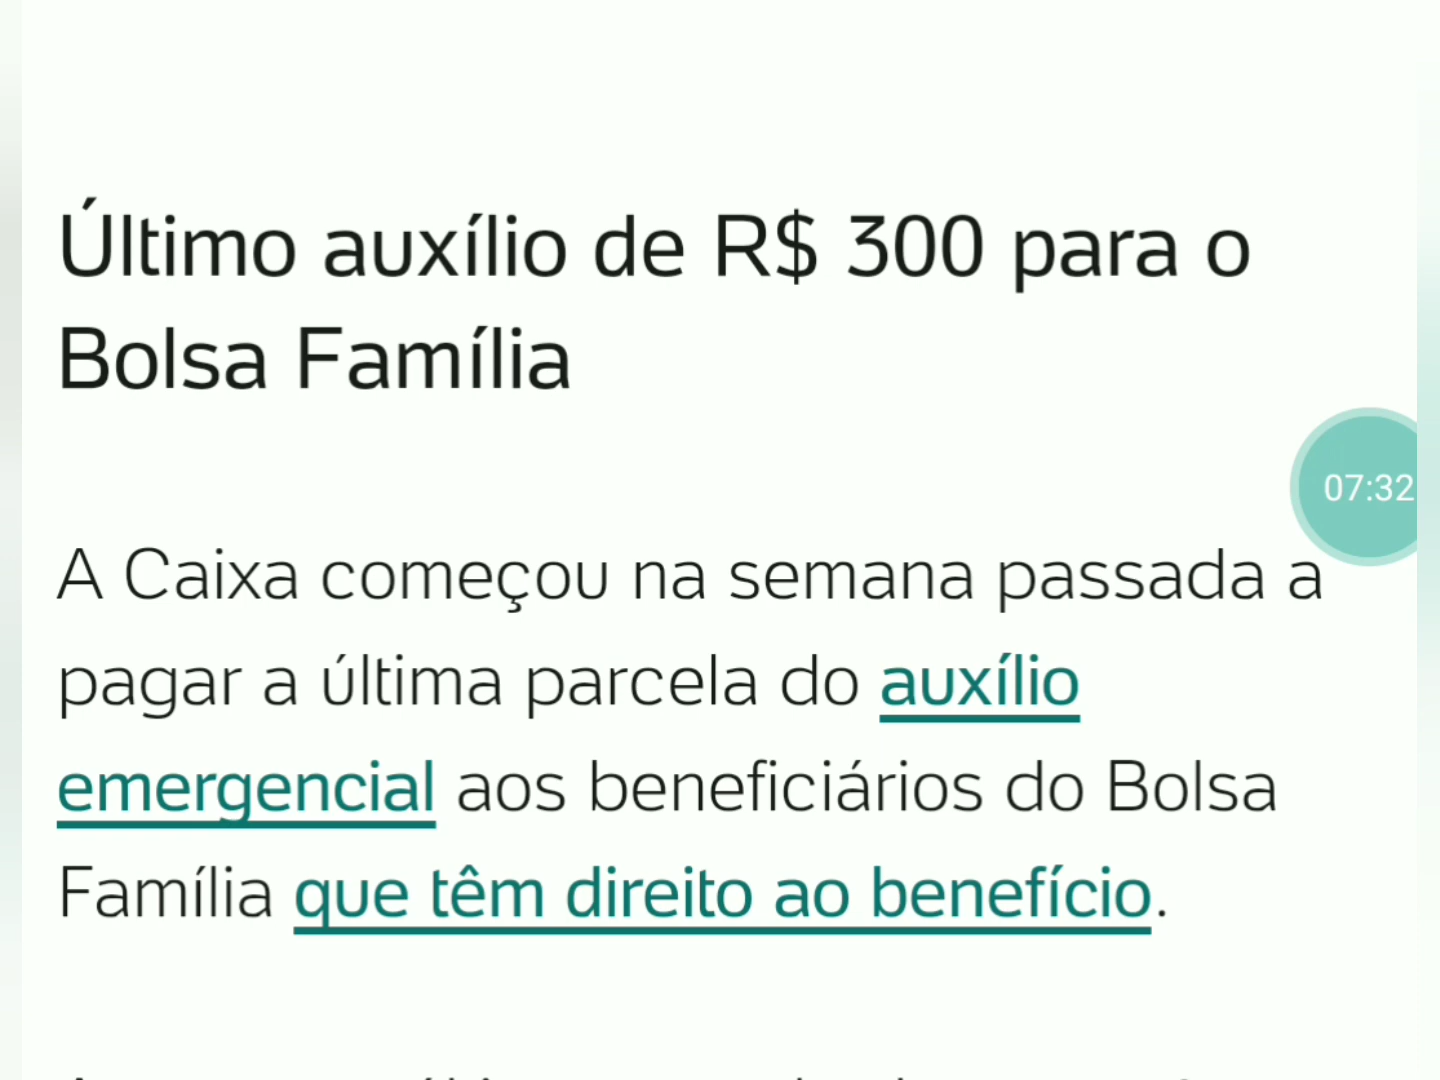 Último auxílio de R$ 300 para o
Bolsa Família
07:32
A Caixa começou na semana passada a
pagar a última parcela do auxílio
emergencial aos beneficiários do Bolsa
Família que têm direito ao benefício.